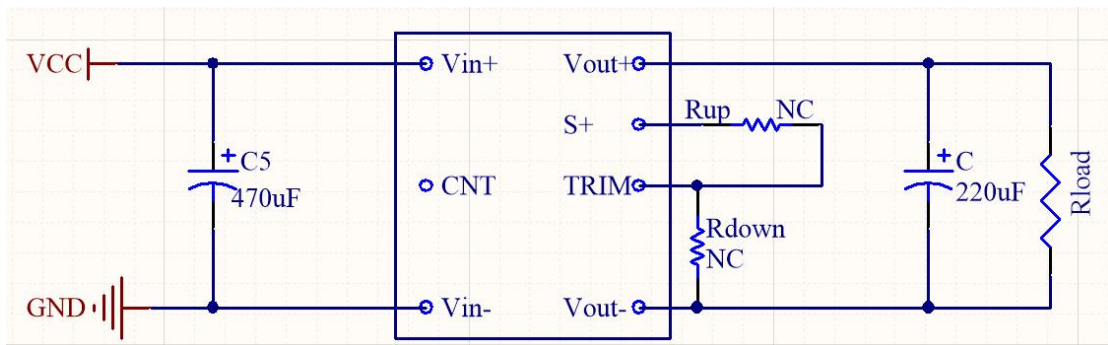 VCC
Vin+
Vout+
S+
Rup
NC
C5
470uF
CNT
TRIM
C
220uF
Rload
Rdown
NC
GND
Vin-
Vout-